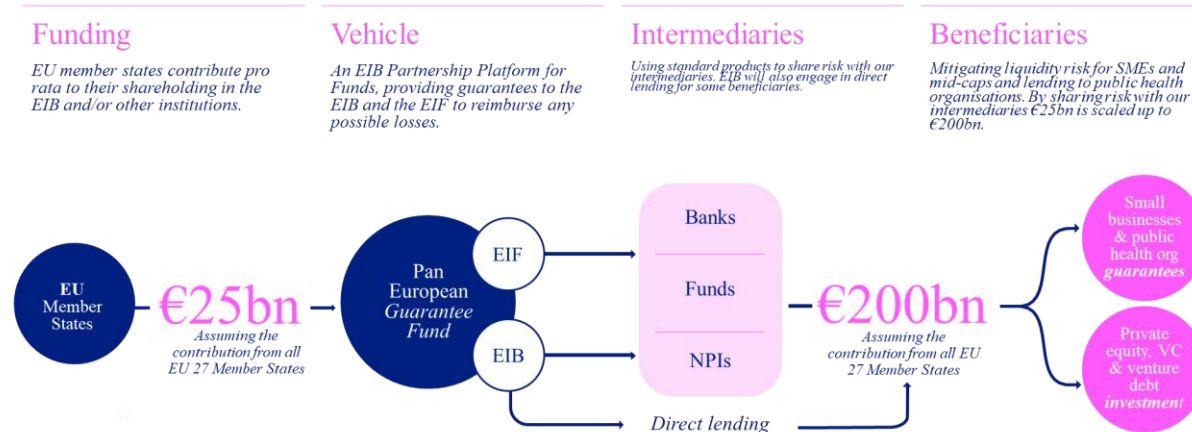 Funding
EU member states contribute pro
rata to their shareholding in the
EIB and/or other institutions.
Vehicle
An EIB Partnership Platform for
Funds, providing guarantees to
the EIB and the EIF to reimburse any
possible losses.
Intermediaries
Using standard products to share risk with our
intermediaries. EIB will also engage in direct
lending for some beneficiaries.
Beneficiaries
Mitigating liquidity risk for SMEs and
mid-caps and lending to public health
organisations. By sharing risk with our
intermediaries €25bn is scaled up to
€200bn.
EU
Member
States
€25bn
Assuming the
contribution from all
EU 27 Member States
Pan
European
Guarantee
Fund
EIF
EIB
Banks
Funds
NPIs
Direct lending
€200bn
Assuming the
contribution from all EU
27 Member States
Small
businesses
& public
health org
guarantees
Private
equity, VC
& venture
debt
investment